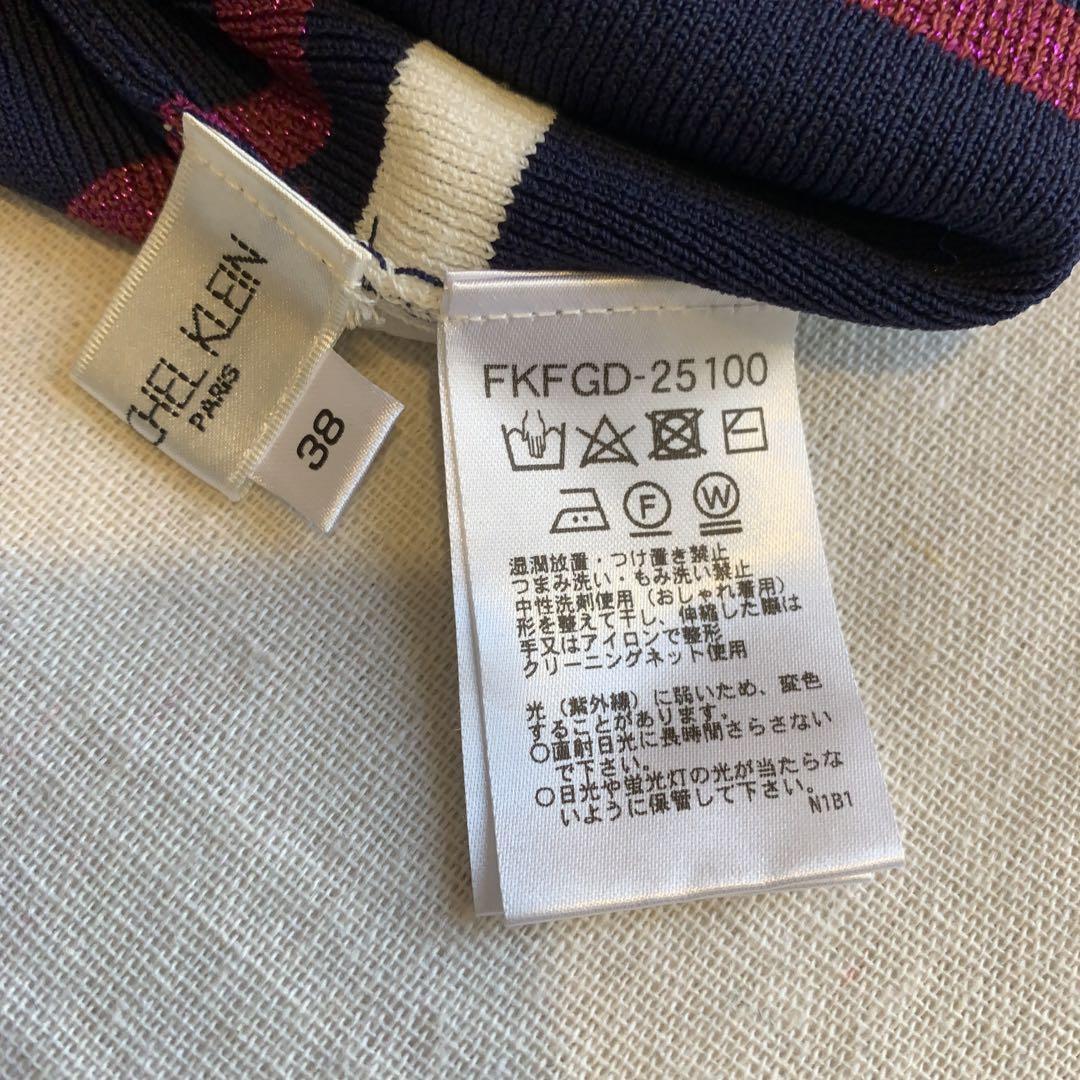 CHEL KLEIN
PARIS
38
FKFGD-25100
F W
湿潤放置・つけ置き禁止
つまみ洗い・もみ洗い禁止
中性洗剤使用（おしゃれ着用）
形を整えて干し、伸縮した際は
手又はアイロンで整形
クリーニングネット使用
光（紫外線）に弱いため、変色
することがあります。
○直射日光に長時間さらさない
で下さい。
○日光や蛍光灯の光が当たらな
いように保管して下さい。
N1B1